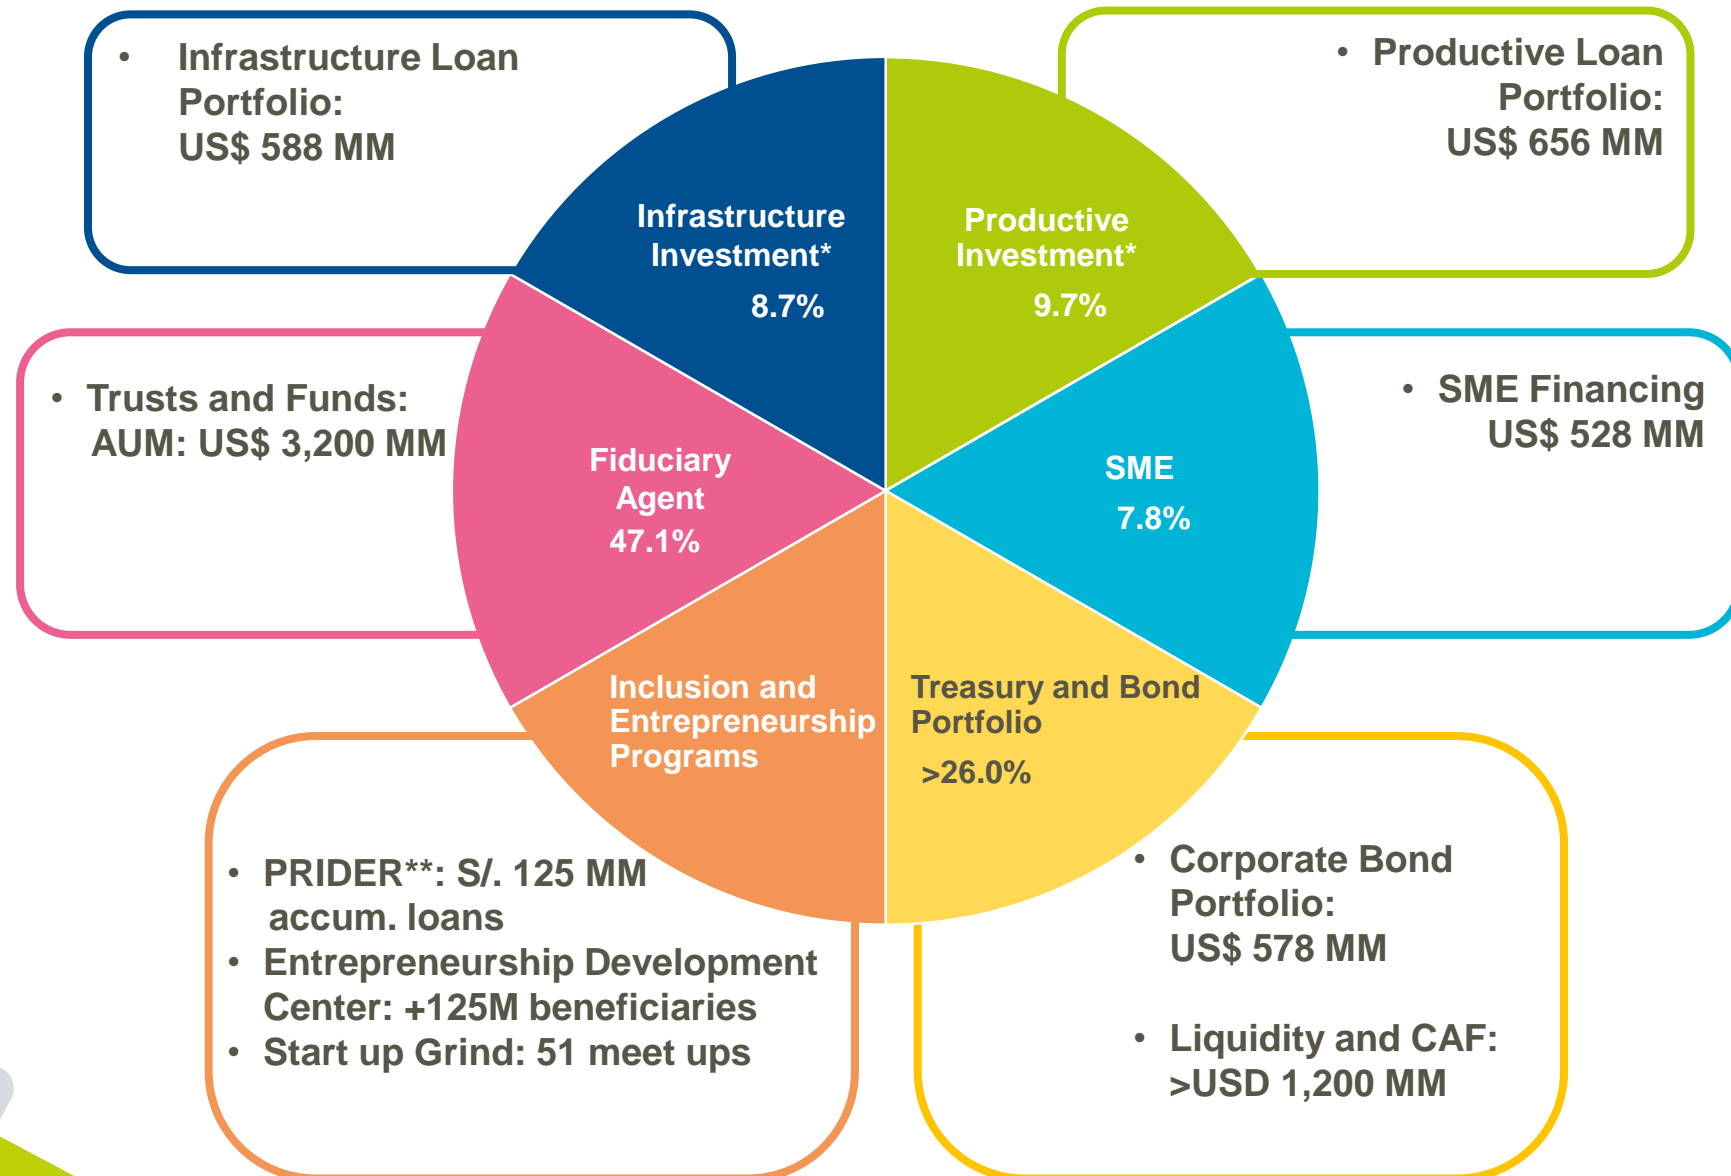 • Infrastructure Loan
Portfolio:
US$ 588 MM
• Productive Loan
Portfolio:
US$ 656 MM
Infrastructure
Investment*
8.7%
Productive
Investment*
9.7%
• Trusts and Funds:
AUM: US$ 3,200 MM
• SME Financing
US$ 528 MM
Fiduciary
Agent
47.1%
SME
7.8%
Inclusion and
Entrepreneurship
Programs
Treasury and Bond
Portfolio
>26.0%
• PRIDER**: S/. 125 MM
accum. loans
• Entrepreneurship Development
Center: +125M beneficiaries
• Start up Grind: 51 meet ups
• Corporate Bond
Portfolio:
US$ 578 MM
• Liquidity and CAF:
>USD 1,200 MM